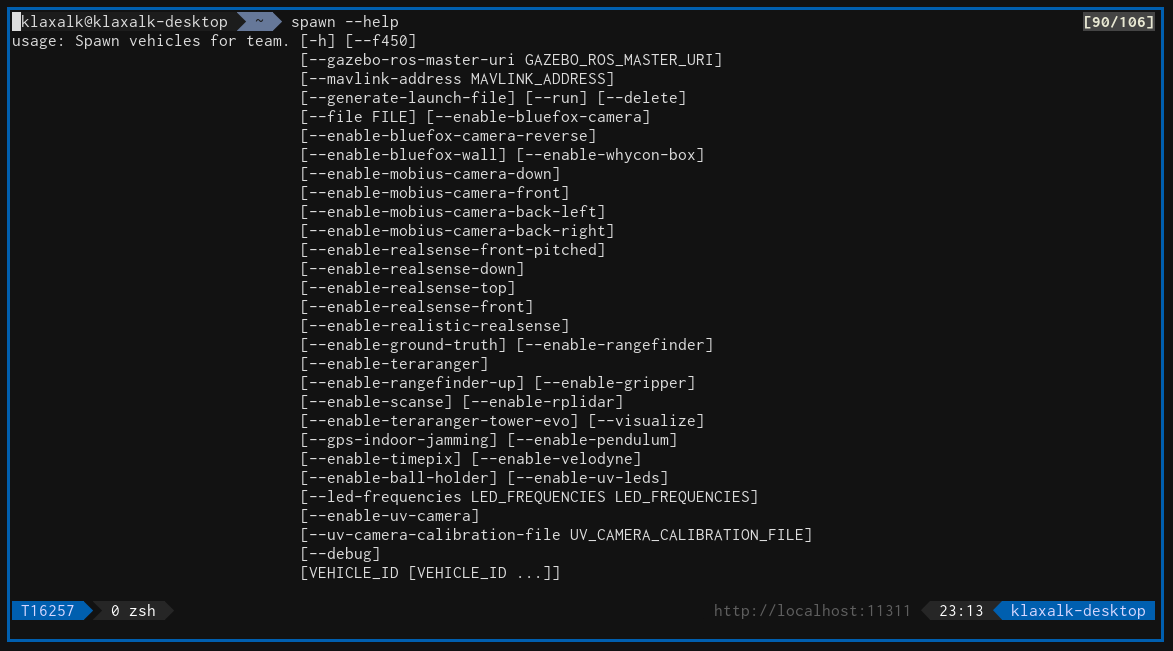 klaxalk@klaxalk-desktop ~ spawn --help [90/106]
usage: Spawn vehicles for team. [-h] [--f450]
[--gazebo-ros-master-uri GAZEBO_ROS_MASTER_URI]
[--mavlink-address MAVLINK_ADDRESS]
[--generate-launch-file] [--run] [--delete]
[--file FILE] [--enable-bluefox-camera]
[--enable-bluefox-camera-reverse]
[--enable-bluefox-wall] [--enable-whycon-box]
[--enable-mobius-camera-down]
[--enable-mobius-camera-front]
[--enable-mobius-camera-back-left]
[--enable-mobius-camera-back-right]
[--enable-realsense-front-pitched]
[--enable-realsense-down]
[--enable-realsense-top]
[--enable-realsense-front]
[--enable-realistic-realsense]
[--enable-ground-truth] [--enable-rangefinder]
[--enable-teraranger]
[--enable-rangefinder-up] [--enable-gripper]
[--enable-scanse] [--enable-rplidar]
[--enable-teraranger-tower-evo] [--visualize]
[--gps-indoor-jamming] [--enable-pendulum]
[--enable-timepix] [--enable-velodyne]
[--enable-ball-holder] [--enable-uv-leds]
[--led-frequencies LED_FREQUENCIES LED_FREQUENCIES]
[--enable-uv-camera]
[--uv-camera-calibration-file UV_CAMERA_CALIBRATION_FILE]
[--debug]
[VEHICLE_ID [VEHICLE_ID ...]]
T16257 0 zsh http://localhost:11311 23:13 klaxalk-desktop